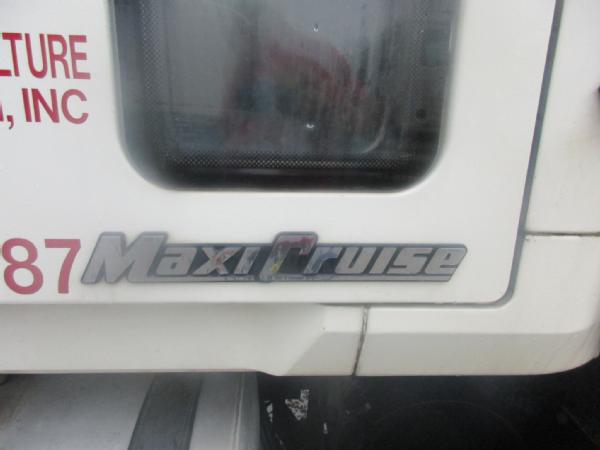 LTURE
, INC
87
MaxiCruise